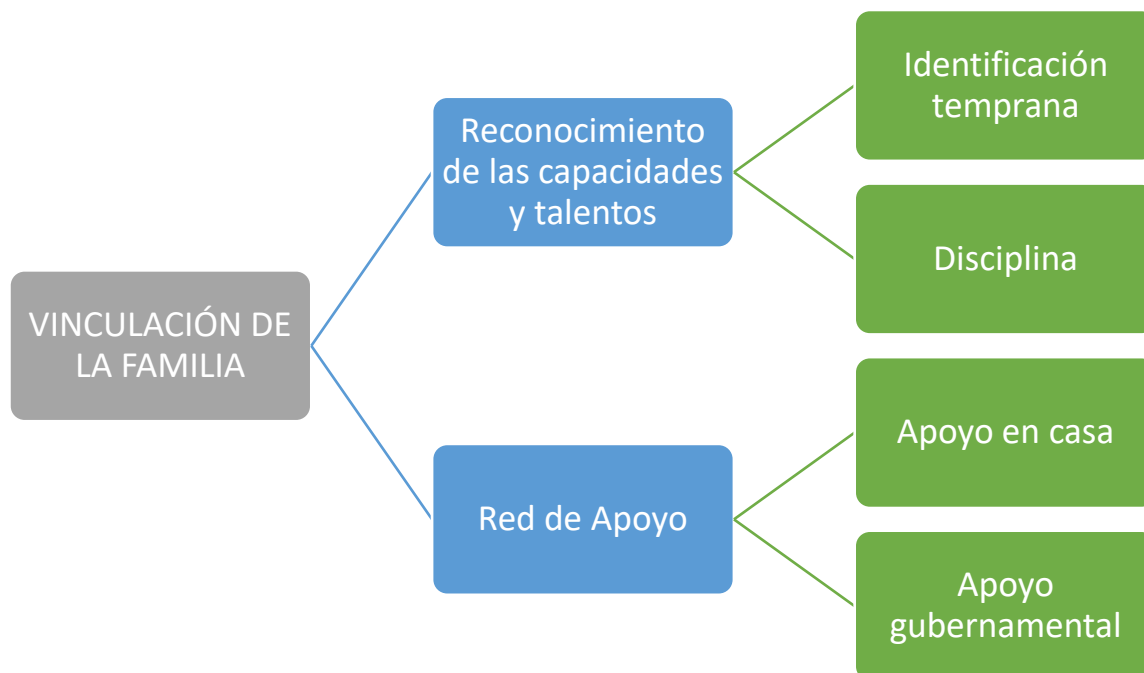 VINCULACIÓN DE
LA FAMILIA
Reconocimiento
de las capacidades
y talentos
Identificación
temprana
Disciplina
Red de Apoyo
Apoyo en casa
Apoyo
gubernamental